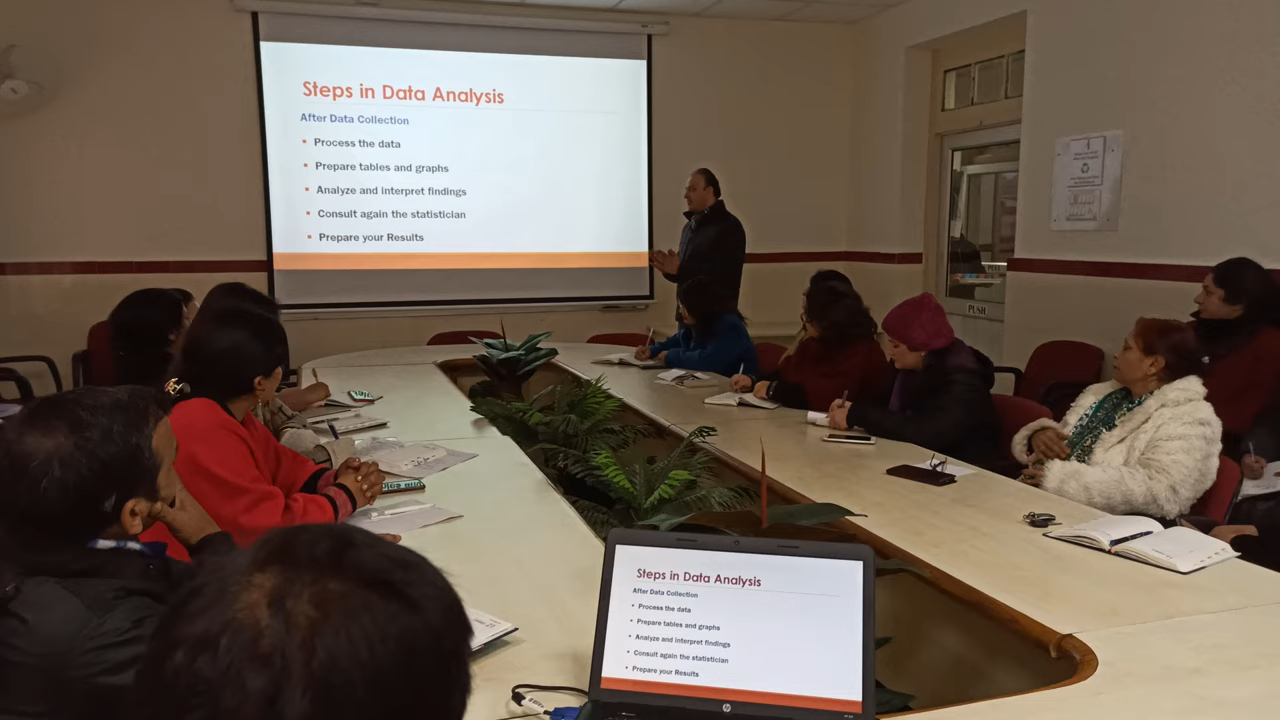 Steps in Data Analysis
After Data Collection
Process the data
Prepare tables and graphs
Analyze and interpret findings
Consult again the statistician
Prepare your Results
PULL
PUSH
Steps in Data Analysis
After Data Collection
Process the data
Prepare tables and graphs
Analyze and interpret findings
Consult again the statistician
Prepare your Results
hp